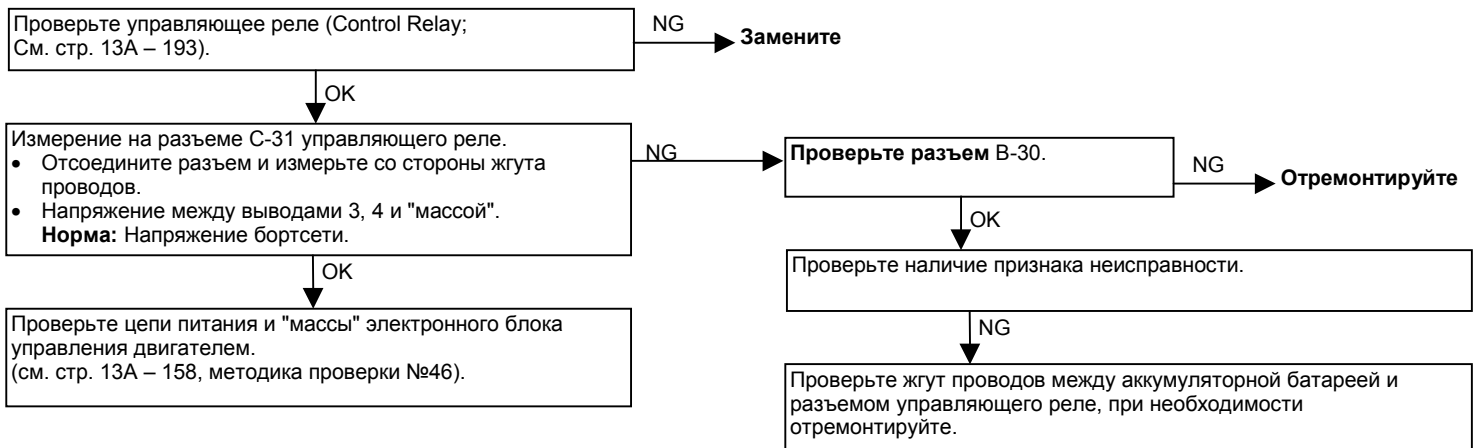 Проверьте управляющее реле (Control Relay;
См. стр. 13А – 193).
NG
Замените
OK
Измерение на разъеме С-31 управляющего реле.
• Отсоедините разъем и измерьте со стороны жгута
проводов.
• Напряжение между выводами 3, 4 и "массой".
Норма: Напряжение бортсети.
NG
Проверьте разъем В-30.
NG
Отремонтируйте
OK
OK
Проверьте цепи питания и "массы" электронного блока
управления двигателем.
(см. стр. 13А – 158, методика проверки №46).
Проверьте наличие признака неисправности.
NG
Проверьте жгут проводов между аккумуляторной батареей и
разъемом управляющего реле, при необходимости
отремонтируйте.